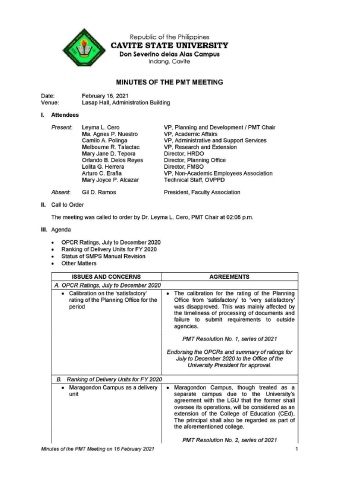 Republic of the Philippines
CAVITE STATE UNIVERSITY
Don Severino delas Alas Campus
Indang, Cavite
MINUTES OF THE PMT MEETING
Date: February 16, 2021
Venue: Lasap Hall, Administration Building
I. Attendees
Present: Leyma L. Cero VP, Planning and Development / PMT Chair
Ma. Agnes P. Nuestro VP, Academic Affairs
Camilo A. Polinga VP, Administrative and Support Services
Melbourne R. Talactac VP, Research and Extension
Mary Jane D. Tepora Director, HRDO
Orlando B. Delos Reyes Director, Planning Office
Lolita G. Herrera Director, FMSO
Arturo C. Eraña VP, Non-Academic Employees Association
Mary Joyce P. Alcazar Technical Staff, OVPPD
Absent: Gil D. Ramos President, Faculty Association
II. Call to Order
The meeting was called to order by Dr. Leyma L. Cero, PMT Chair at 02:08 p.m.
III. Agenda
• OPCR Ratings, July to December 2020
• Ranking of Delivery Units for FY 2020
• Status of SMPS Manual Revision
• Other Matters
ISSUES AND CONCERNS AGREEMENTS
A. OPCR Ratings, July to December 2020
• Calibration on the 'satisfactory'
rating of the Planning Office for the
period
• The calibration for the rating of the Planning
Office from 'satisfactory' to 'very satisfactory'
was disapproved. This was mainly affected by
the timeliness of processing of documents and
failure to submit requirements to outside
agencies.
PMT Resolution No. 1, series of 2021
Endorsing the OPCRs and summary of ratings for
July to December 2020 to the Office of the
University President for approval.
B. Ranking of Delivery Units for FY 2020
• Maragondon Campus as a delivery
unit
• Maragondon Campus, though treated as a
separate campus due to the University's
agreement with the LGU that the former shall
oversee its operations, will be considered as an
extension of the College of Education (CEd).
The principal shall also be regarded as part of
the aforementioned college.
PMT Resolution No. 2, series of 2021
Minutes of the PMT Meeting on 16 February 2021 1